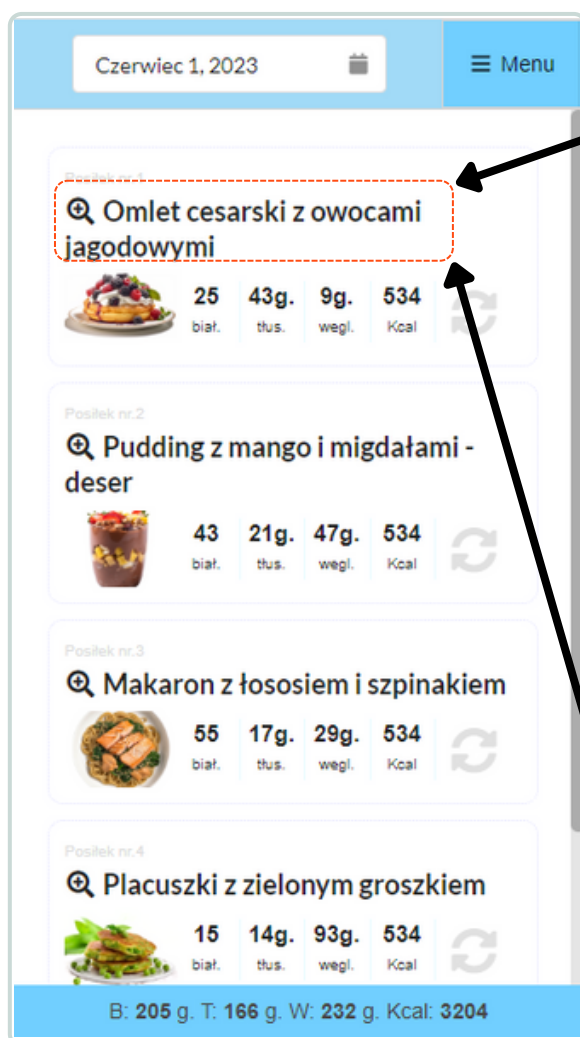 Czerwiec 1, 2023
Menu
Posiłek nr.1
Omlet cesarski z owocami
jagodowymi
25 43g. 9g. 534
biał. tłus. wegl. Kcal
Posiłek nr.2
Pudding z mango i migdałami -
deser
43 21g. 47g. 534
biał. tłus. wegl. Kcal
Posiłek nr.3
Makaron z łososiem i szpinakiem
55 17g. 29g. 534
biał. tłus. wegl. Kcal
Posiłek nr.4
Placuszki z zielonym groszkiem
15 14g. 93g. 534
biał. tłus. wegl. Kcal
B: 205 g. T: 166 g. W: 232 g. Kcal: 3204